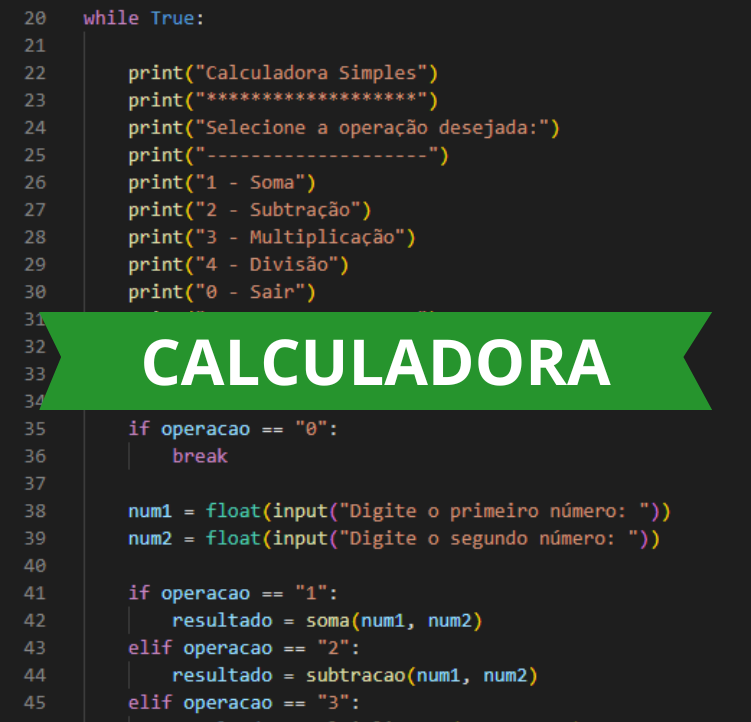 20 while True:
21
22 print("Calculadora Simples")
23 print("*******************")
24 print("Selecione a operação desejada:")
25 print("--------------------")
26 print("1 - Soma")
27 print("2 - Subtração")
28 print("3 - Multiplicação")
29 print("4 - Divisão")
30 print("0 - Sair")
31
32
CALCULADORA
33
34
35 if operacao == "0":
36 break
37
38 num1 = float(input("Digite o primeiro número: "))
39 num2 = float(input("Digite o segundo número: "))
40
41 if operacao == "1":
42 resultado = soma(num1, num2)
43 elif operacao == "2":
44 resultado = subtracao(num1, num2)
45 elif operacao == "3":